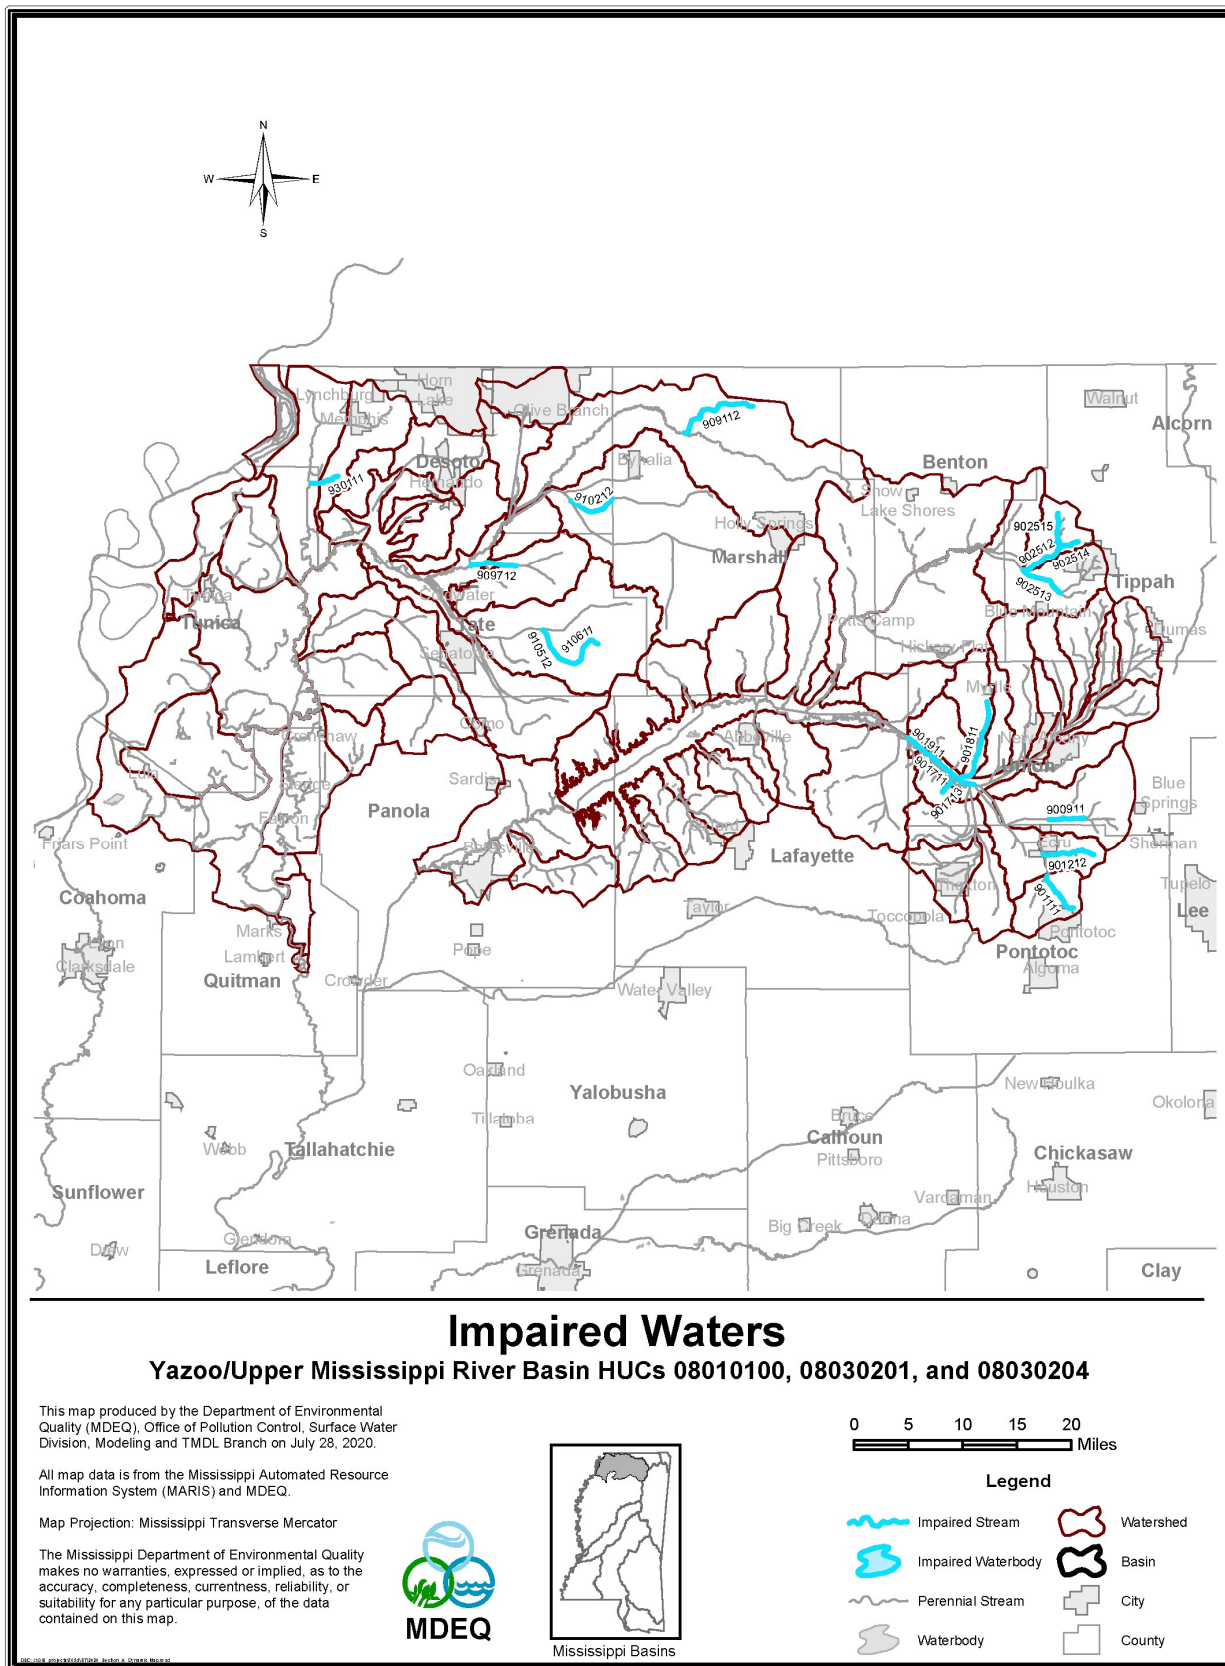 N
W
E
S
Horn
Lake
Lynchburg
Memphis
Olive Branch
Walnut
Alcorn
909112
Desoto
Hernando
Byhalia
Benton
930111
910212
Snow
Lake Shores
Holly Springs
Marshall
902515
902512
902514
902513
Tippah
909712
Coldwater
Tunica
Tunica
Tate
Senatobia
910512
910611
Potts Camp
Blue Mountain
Dumas
Hickory Flat
Myrtle
Como
Abbeville
901911
901811
901711
901713
New Albany
Union
Crenshaw
Lula
Sledge
Sardis
Panola
Falcon
Blue
Springs
900911
Friars Point
Batesville
Oxford
Lafayette
Ecru
Sherman
901212
Coahoma
Thaxton
901111
Tupelo
Lee
Taylor
Toccopola
Marks
Pontotoc
Lyon
Clarksdale
Lambert
Pope
Pontotoc
Algoma
Quitman
Crowder
Water Valley
Oakland
New Houlka
Yalobusha
Okolona
Tillatoba
Bruce
Calhoun
Webb
Tallahatchie
Pittsboro
Chickasaw
Sunflower
Houston
Vardaman
Big Creek
Derma
Drew
Glendora
Grenada
Leflore
Grenada
Clay
Impaired Waters
Yazoo/Upper Mississippi River Basin HUCs 08010100, 08030201, and 08030204
This map produced by the Department of Environmental
Quality (MDEQ), Office of Pollution Control, Surface Water
Division, Modeling and TMDL Branch on July 28, 2020.
All map data is from the Mississippi Automated Resource
Information System (MARIS) and MDEQ.
Map Projection: Mississippi Transverse Mercator
The Mississippi Department of Environmental Quality
makes no warranties, expressed or implied, as to the
accuracy, completeness, currentness, reliability, or
suitability for any particular purpose, of the data
contained on this map.
MDEQ
Mississippi Basins
0 5 10 15 20
Miles
Legend
Impaired Stream
Watershed
Impaired Waterbody
Basin
Perennial Stream
City
Waterbody
County